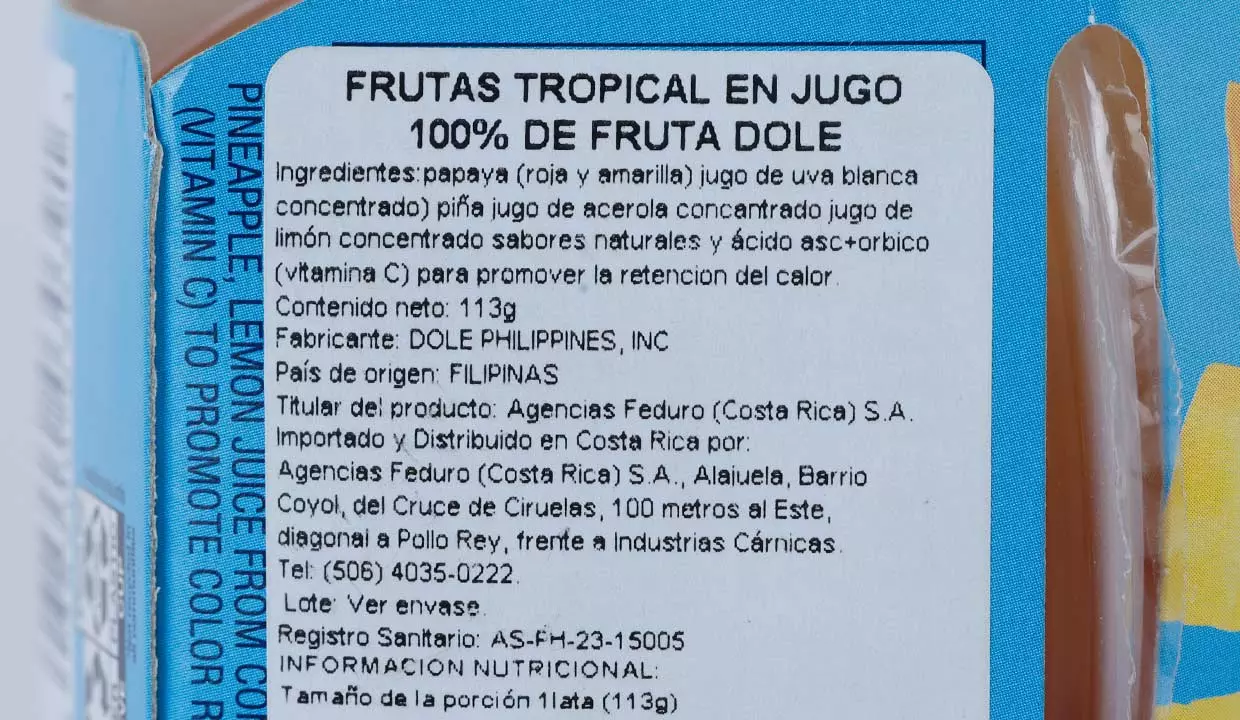 FRUTAS TROPICAL EN JUGO
100% DE FRUTA DOLE
Ingredientes:papaya (roja y amarilla) jugo de uva blanca
concentrado) piña jugo de acerola concantrado jugo de
limón concentrado sabores naturales y ácido asc+orbico
(vitamina C) para promover la retencion del calor.
Contenido neto: 113g
Fabricante: DOLE PHILIPPINES, INC
País de origen: FILIPINAS
Titular del producto: Agencias Feduro (Costa Rica) S.A.
Importado y Distribuido en Costa Rica por:
Agencias Feduro (Costa Rica) S.A., Alajuela, Barrio
Coyol, del Cruce de Ciruelas, 100 metros al Este,
diagonal a Pollo Rey, frente a Industrias Cárnicas.
Tel: (506) 4035-0222.
Lote: Ver envase.
Registro Sanitario: AS-FH-23-15005
INFORMACION NUTRICIONAL:
Tamaño de la porción 1lata (113g)
PINEAPPLE, LEMON JUICE FROM CON
(VITAMIN C) TO PROMOTE COLOR R